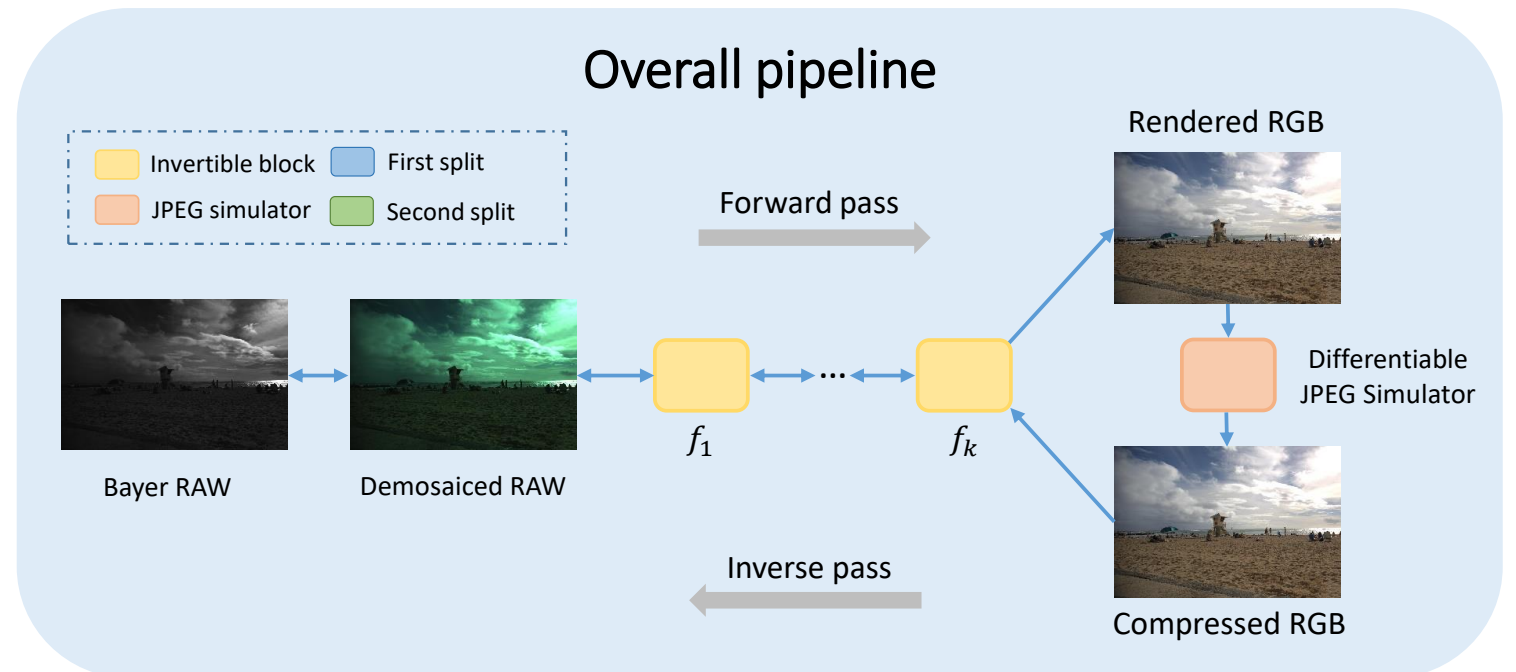 Overall pipeline
Invertible block
First split
JPEG simulator
Second split
Forward pass
Rendered RGB
Differentiable
JPEG Simulator
...
f1
fk
Bayer RAW
Demosaiced RAW
Inverse pass
Compressed RGB